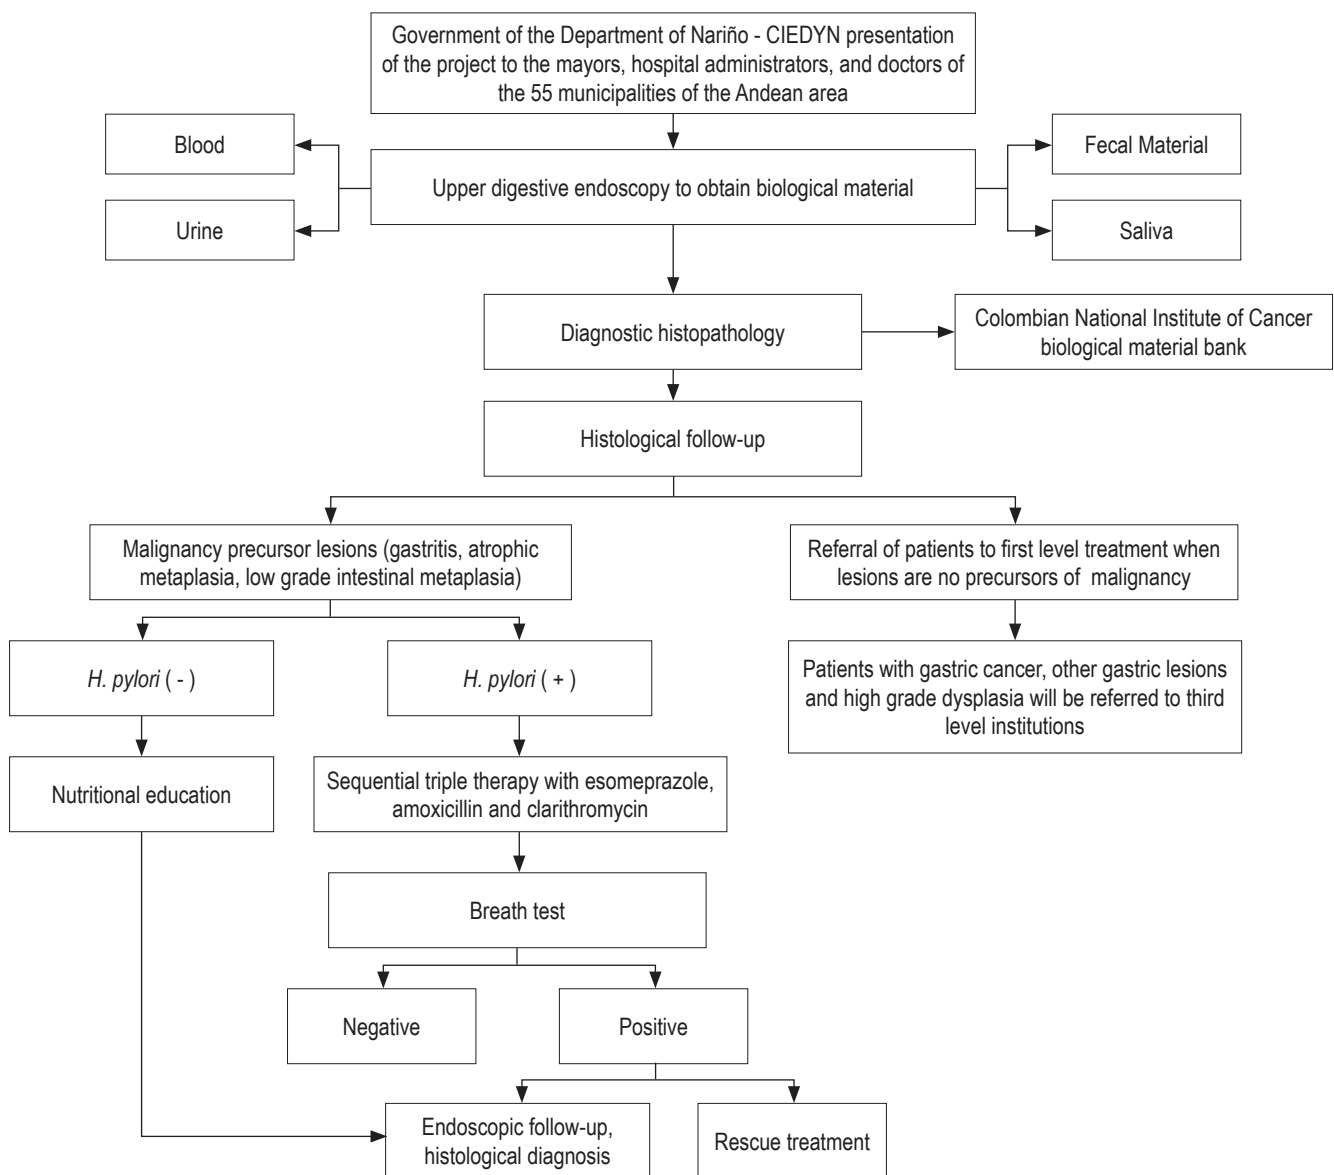 Government of the Department of Nariño - CIEDYN presentation
of the project to the mayors, hospital administrators, and doctors of
the 55 municipalities of the Andean area
Blood
Fecal Material
Upper digestive endoscopy to obtain biological material
Urine
Saliva
Diagnostic histopathology
Colombian National Institute of Cancer
biological material bank
Histological follow-up
Malignancy precursor lesions (gastritis, atrophic
metaplasia, low grade intestinal metaplasia)
Referral of patients to first level treatment when
lesions are no precursors of malignancy
H. pylori ( - )
H. pylori ( + )
Patients with gastric cancer, other gastric lesions
and high grade dysplasia will be referred to third
level institutions
Nutritional education
Sequential triple therapy with esomeprazole,
amoxicillin and clarithromycin
Breath test
Negative
Positive
Endoscopic follow-up,
histological diagnosis
Rescue treatment